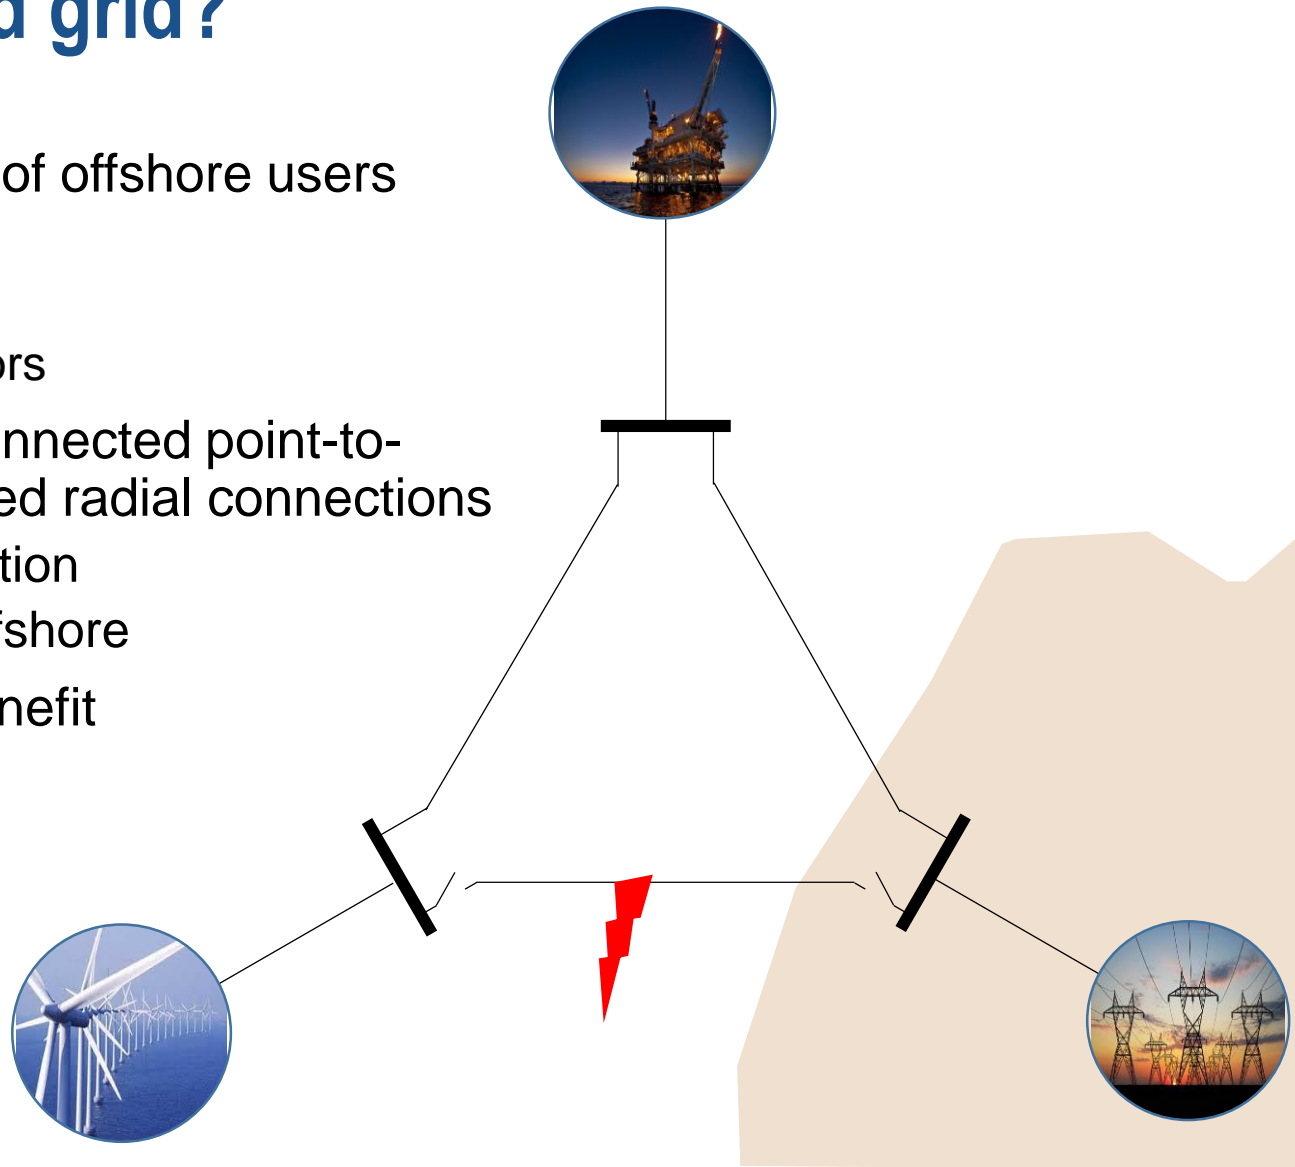 d grid?
of offshore users
ors
nnected point-to-
ed radial connections
tion
fshore
nefit